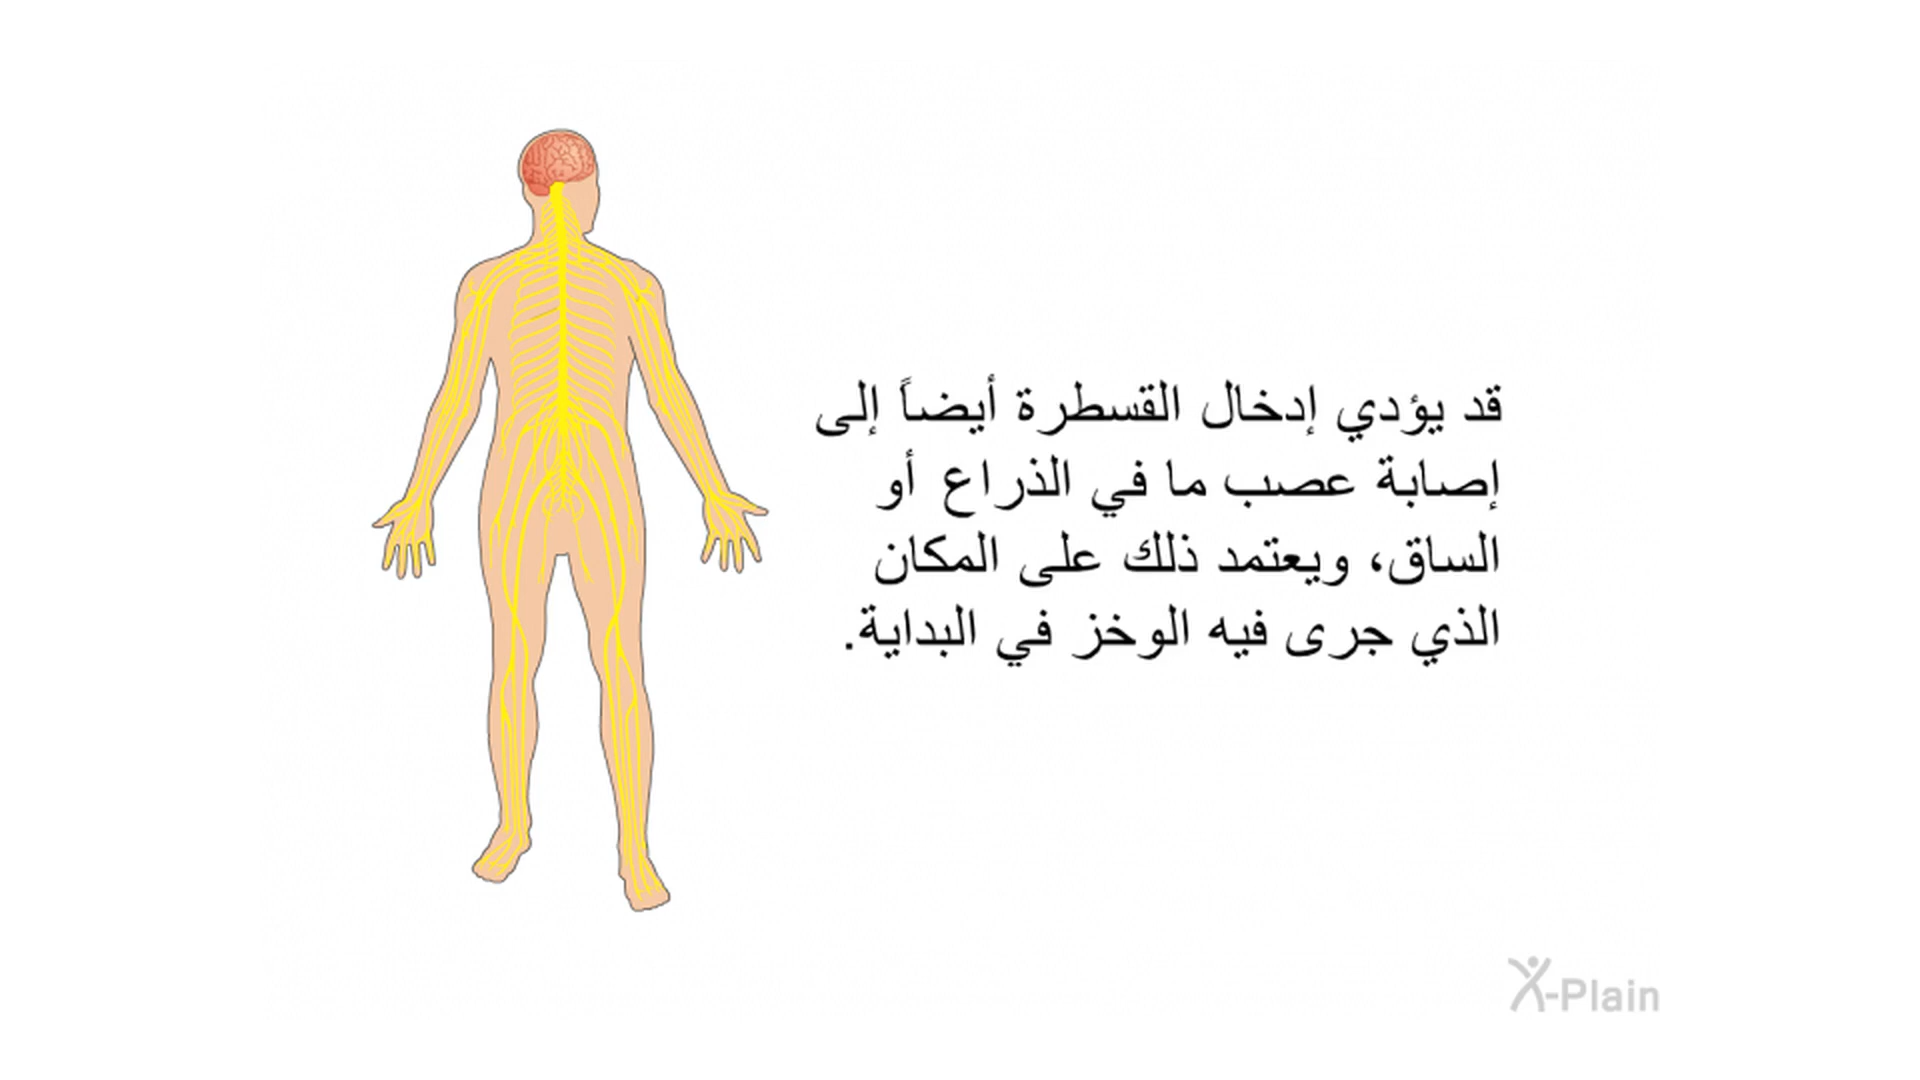 قد يؤدي إدخال القسطرة أيضاً إلى
إصابة عصب ما في الذراع أو
الساق، ويعتمد ذلك على المكان
الذي جرى فيه الوخز في البداية.
X-Plain